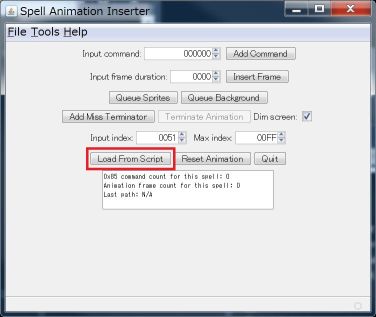 Spell Animation Inserter
File Tools Help
Input command: 000000 Add Command
Input frame duration: 0000 Insert Frame
Queue Sprites Queue Background
Add Miss Terminator Terminate Animation Dim screen:
Input index: 0051 Max index: 00FF
Load From Script Reset Animation Quit
0x85 command count for this spell: 0
Animation frame count for this spell: 0
Last path: N/A